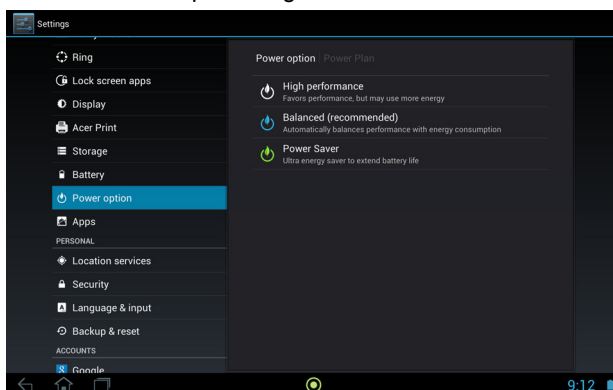 Settings
Ring
Lock screen apps
Display
Acer Print
Storage
Battery
Power option
Apps
PERSONAL
Location services
Security
Language & input
Backup & reset
ACCOUNTS
Google
Power option Power Plan
High performance
Favors performance, but may use more energy
Balanced (recommended)
Automatically balances performance with energy consumption
Power Saver
Ultra energy saver to extend battery life
9:12